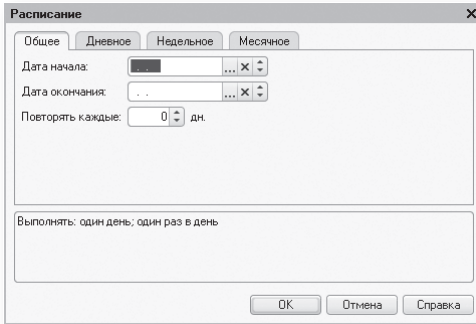 Расписание
Общее Дневное Недельное Месячное
Дата начала: . . ...
Дата окончания: . . ...
Повторять каждые: 0 дн.
Выполнять: один день; один раз в день
OK Отмена Справка